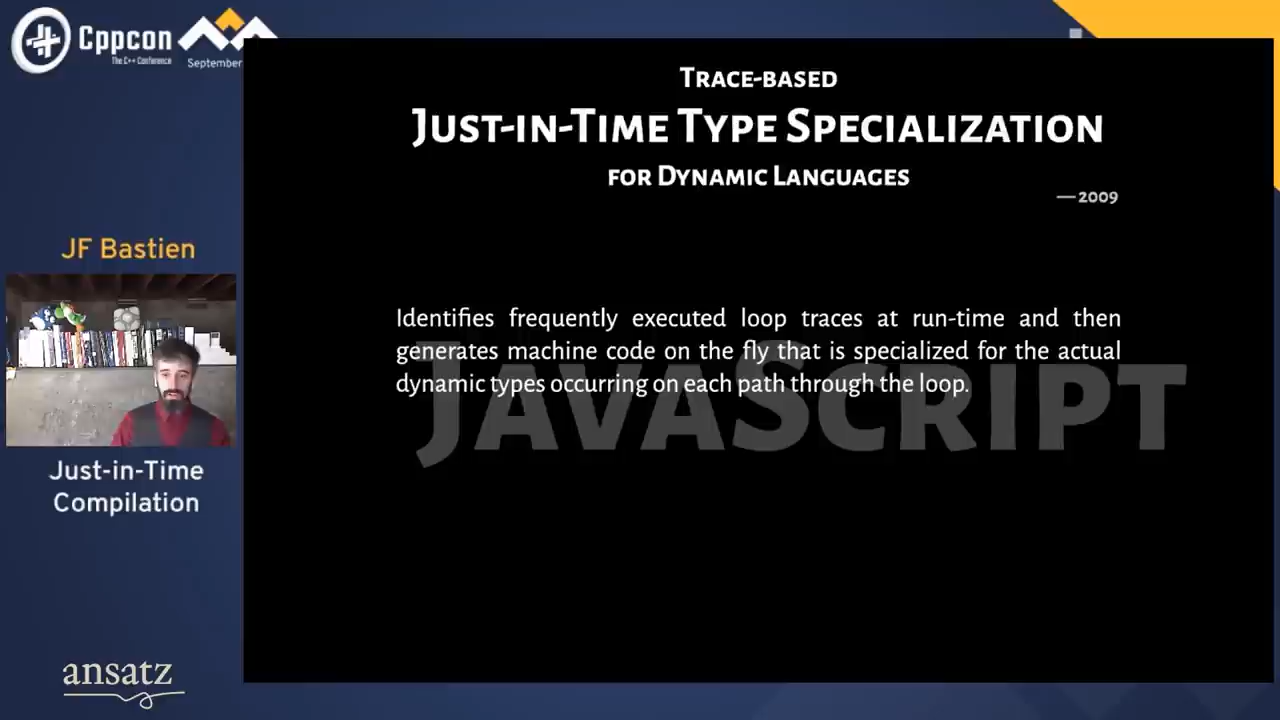 Cppcon
The C++ Conference
September
TRACE-BASED
JUST-IN-TIME TYPE SPECIALIZATION
FOR DYNAMIC LANGUAGES
—2009
JF Bastien
Identifies frequently executed loop traces at run-time and then
generates machine code on the fly that is specialized for the actual
dynamic types occurring on each path through the loop.
JAVASCRIPT
Just-in-Time
Compilation
ansatz